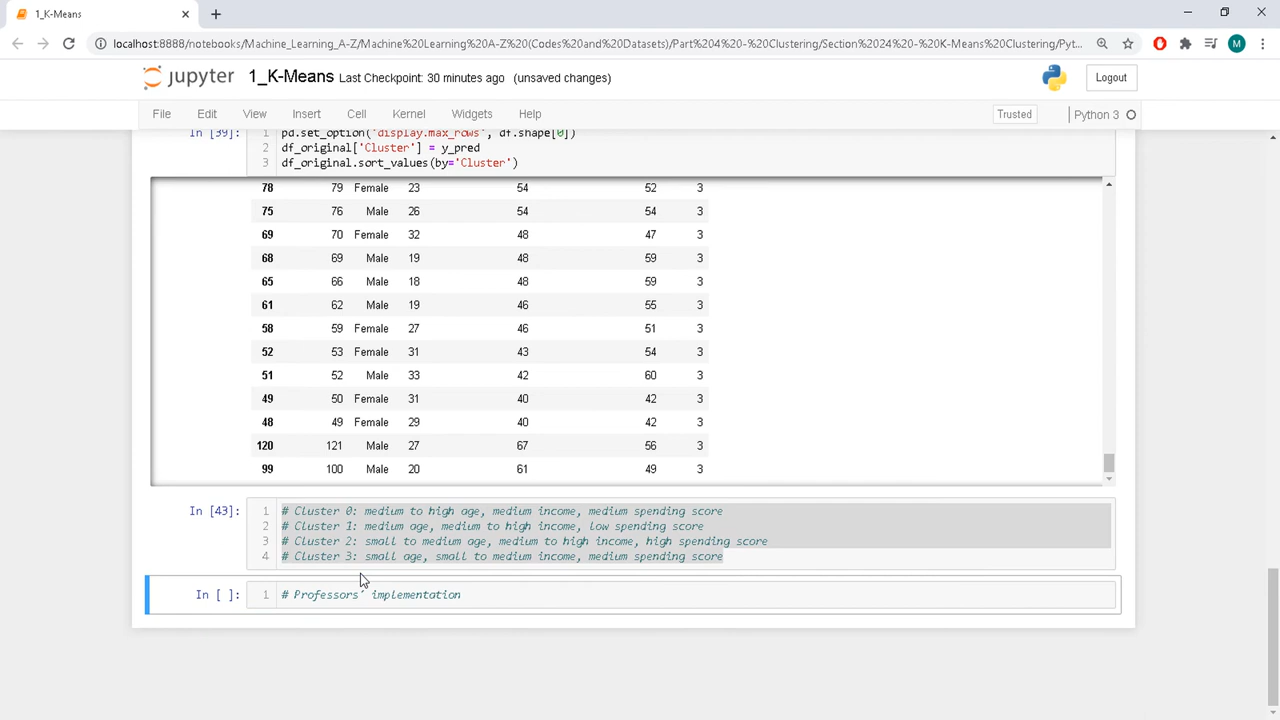 1_K-Means
localhost:8888/notebooks/Machine_Learning_A-Z/Machine%20Learning%20A-Z%20(Codes%20and%20Datasets)/Part%204%20-%20Clustering/Section%2024%20-%20K-Means%20Clustering/Pyt...
M
jupyter 1_K-Means Last Checkpoint: 30 minutes ago (unsaved changes) Logout
File Edit View Insert Cell Kernel Widgets Help Trusted Python 3
In [39]: 1 pd.set_option('display.max_rows', df.shape[0])
2 df_original['Cluster'] = y_pred
3 df_original.sort_values(by='Cluster')
78 79 Female 23 54 52 3
75 76 Male 26 54 54 3
69 70 Female 32 48 47 3
68 69 Male 19 48 59 3
65 66 Male 18 48 59 3
61 62 Male 19 46 55 3
58 59 Female 27 46 51 3
52 53 Female 31 43 54 3
51 52 Male 33 42 60 3
49 50 Female 31 40 42 3
48 49 Female 29 40 42 3
120 121 Male 27 67 56 3
99 100 Male 20 61 49 3
In [43]: 1 # Cluster 0: medium to high age, medium income, medium spending score
2 # Cluster 1: medium age, medium to high income, low spending score
3 # Cluster 2: small to medium age, medium to high income, high spending score
4 # Cluster 3: small age, small to medium income, medium spending score
In [ ]: 1 # Professors' implementation